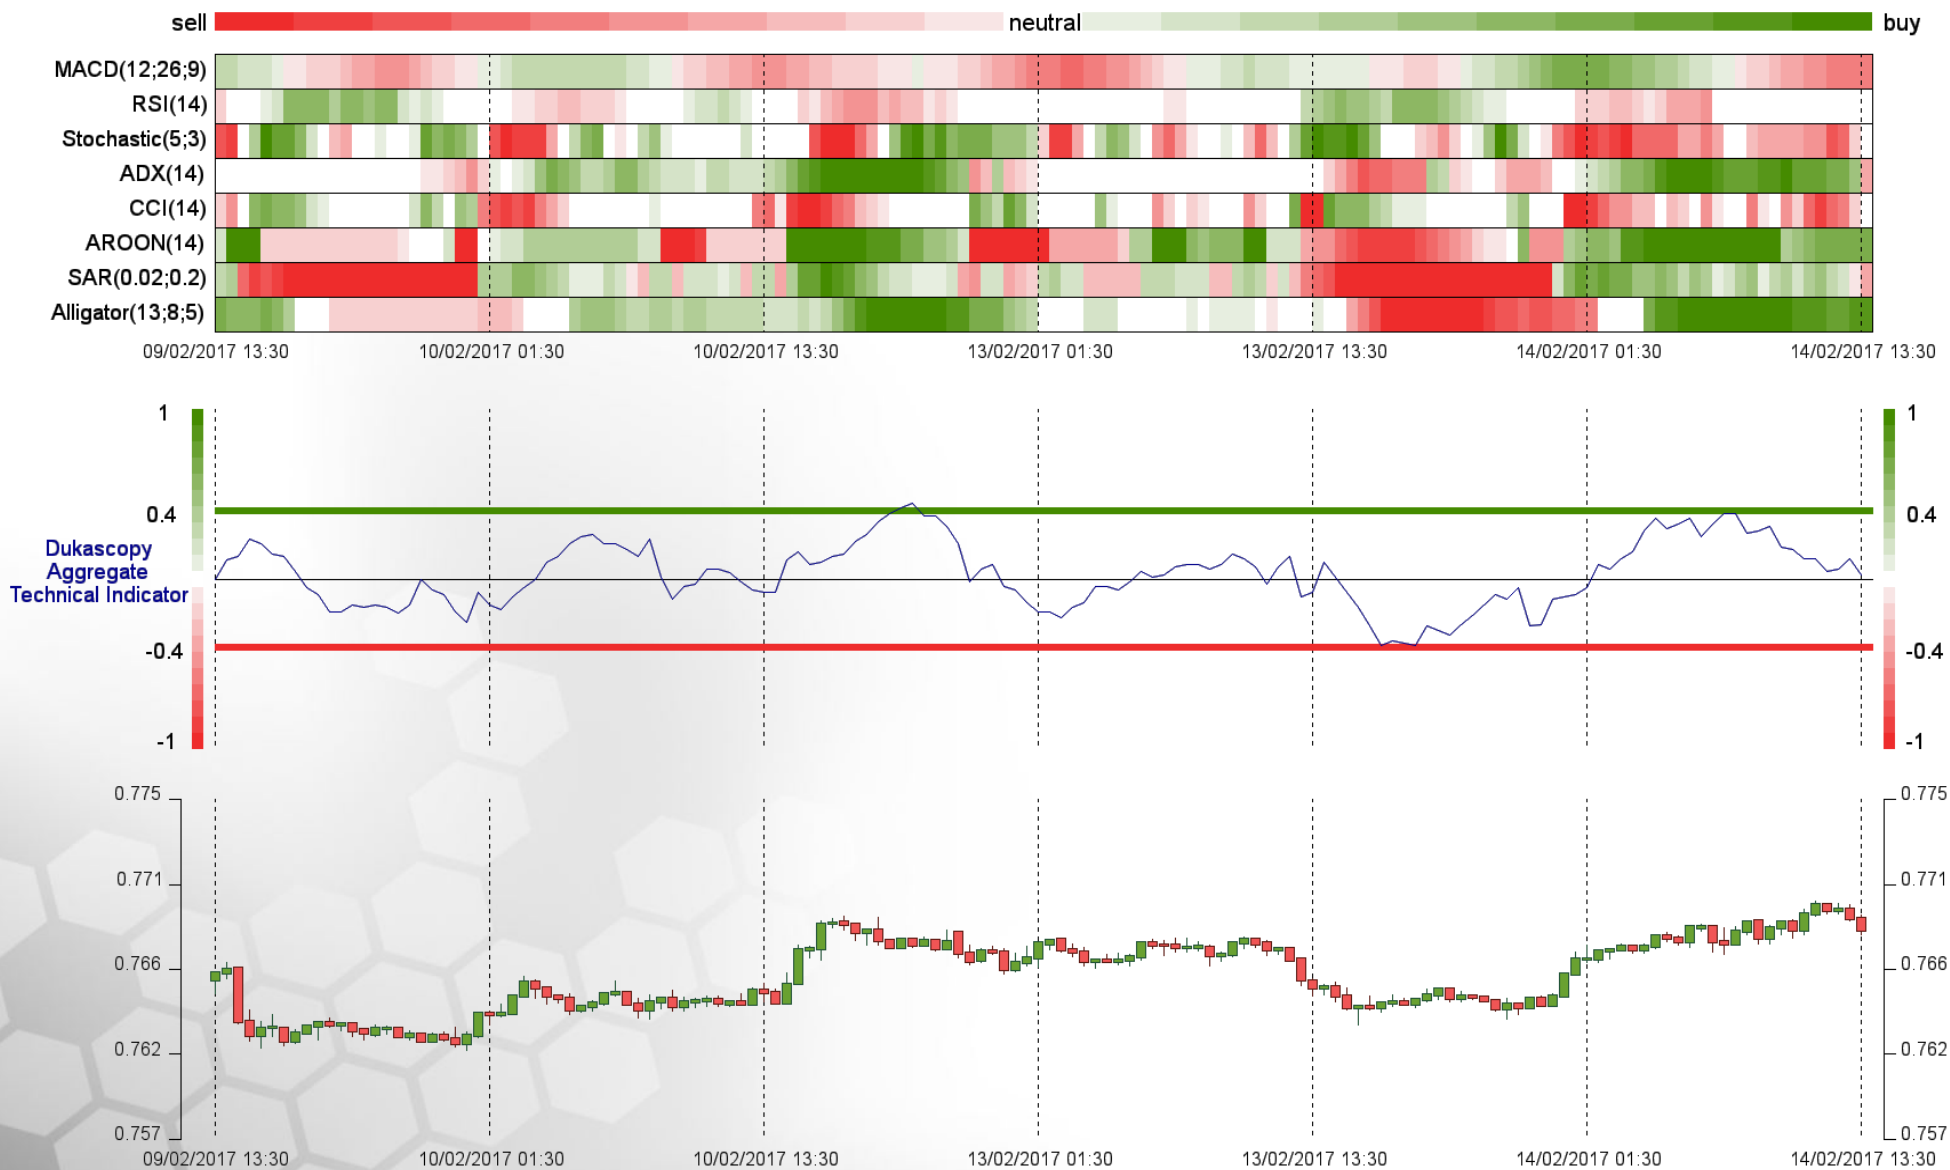 sell neutral buy
MACD(12;26;9)
RSI(14)
Stochastic(5;3)
ADX(14)
CCI(14)
AROON(14)
SAR(0.02;0.2)
Alligator(13;8;5)
09/02/2017 13:30 10/02/2017 01:30 10/02/2017 13:30 13/02/2017 01:30 13/02/2017 13:30 14/02/2017 01:30 14/02/2017 13:30
1 1
0.4 0.4
Dukascopy
Aggregate
Technical Indicator
-0.4 -0.4
-1 -1
0.775 0.775
0.771 0.771
0.766 0.766
0.762 0.762
0.757 0.757
09/02/2017 13:30 10/02/2017 01:30 10/02/2017 13:30 13/02/2017 01:30 13/02/2017 13:30 14/02/2017 01:30 14/02/2017 13:30